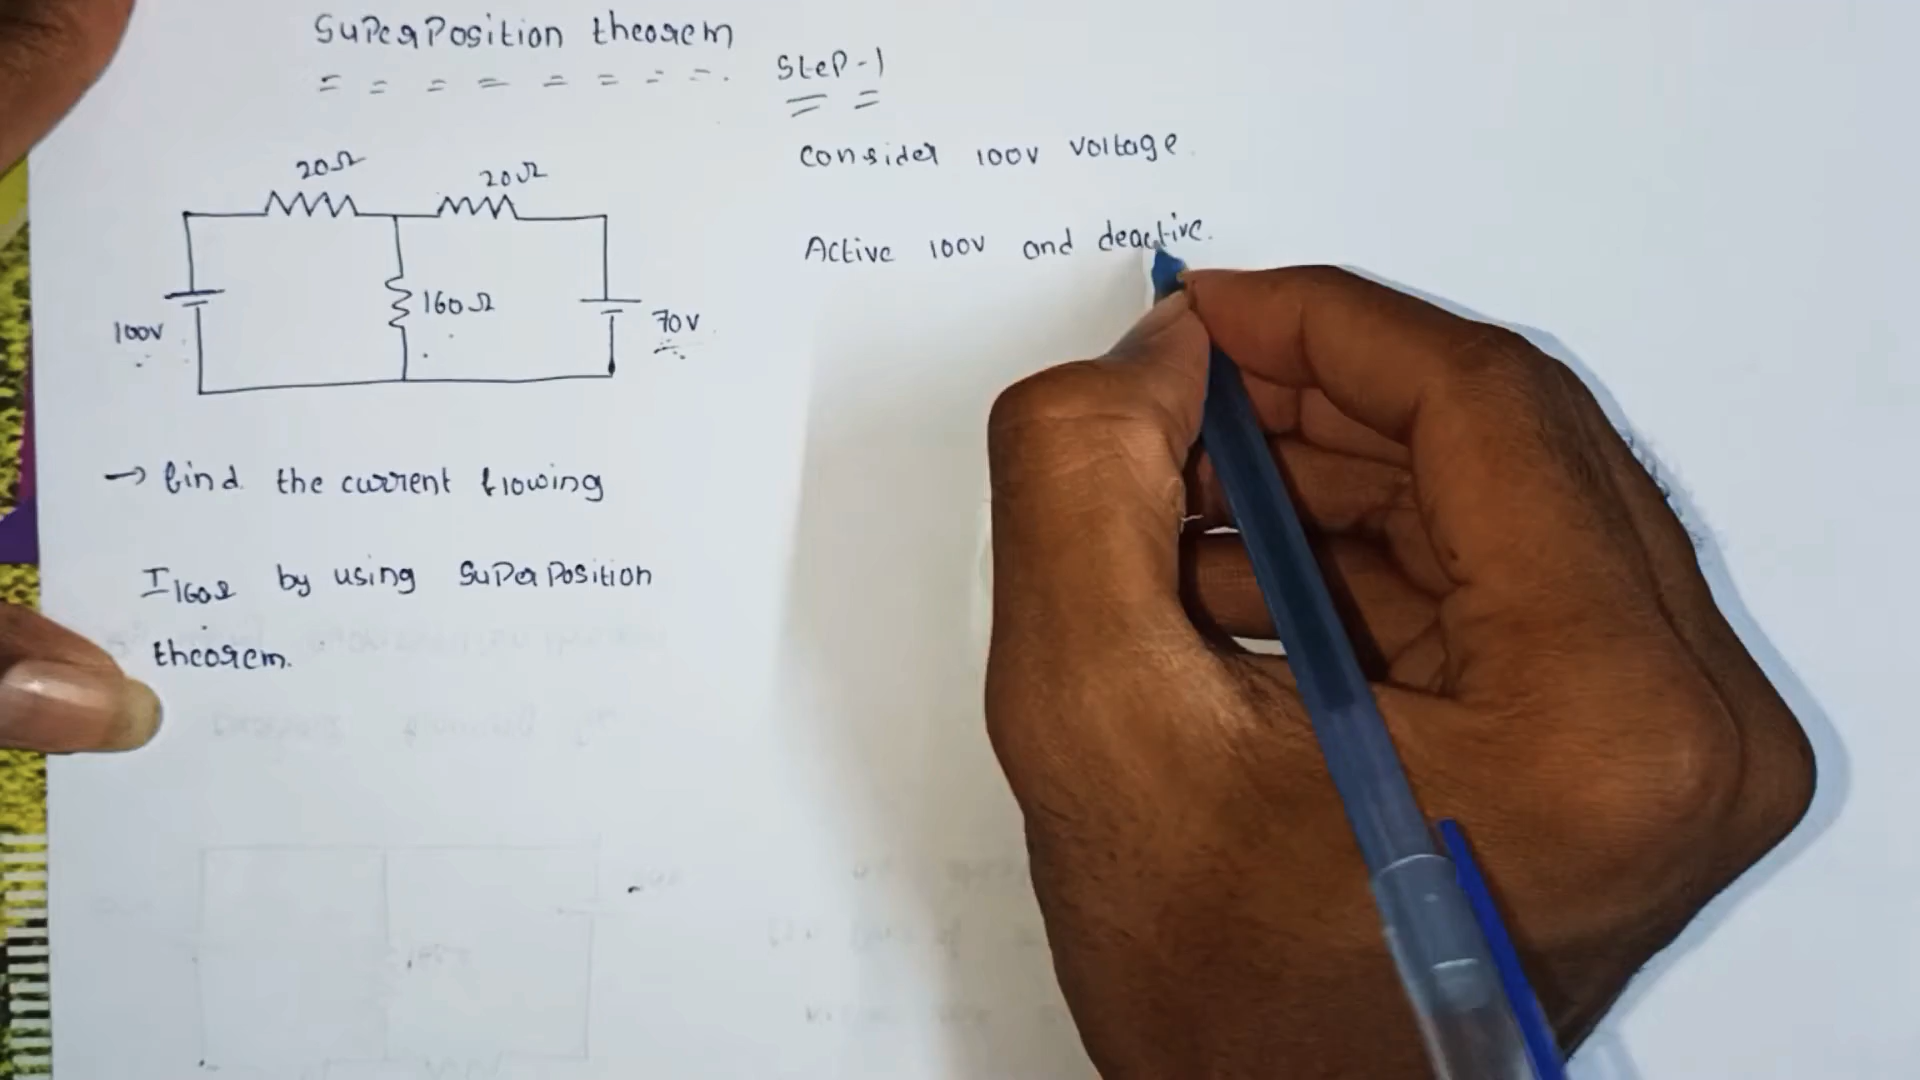 Superposition theorem
Step-1
Consider 100V voltage
Active 100V and deactive.
20Ω
20Ω
160Ω
100V
70V
→ find the current flowing
I160Ω by using Superposition
theorem.